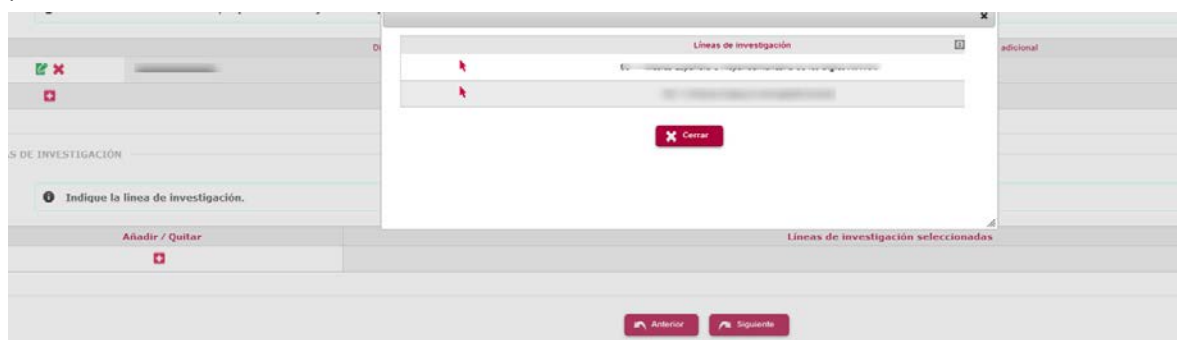 Líneas de investigación
adicional
Cerrar
DE INVESTIGACIÓN
Indique la línea de investigación.
Añadir / Quitar
Líneas de investigación seleccionadas
Anterior
Siguiente